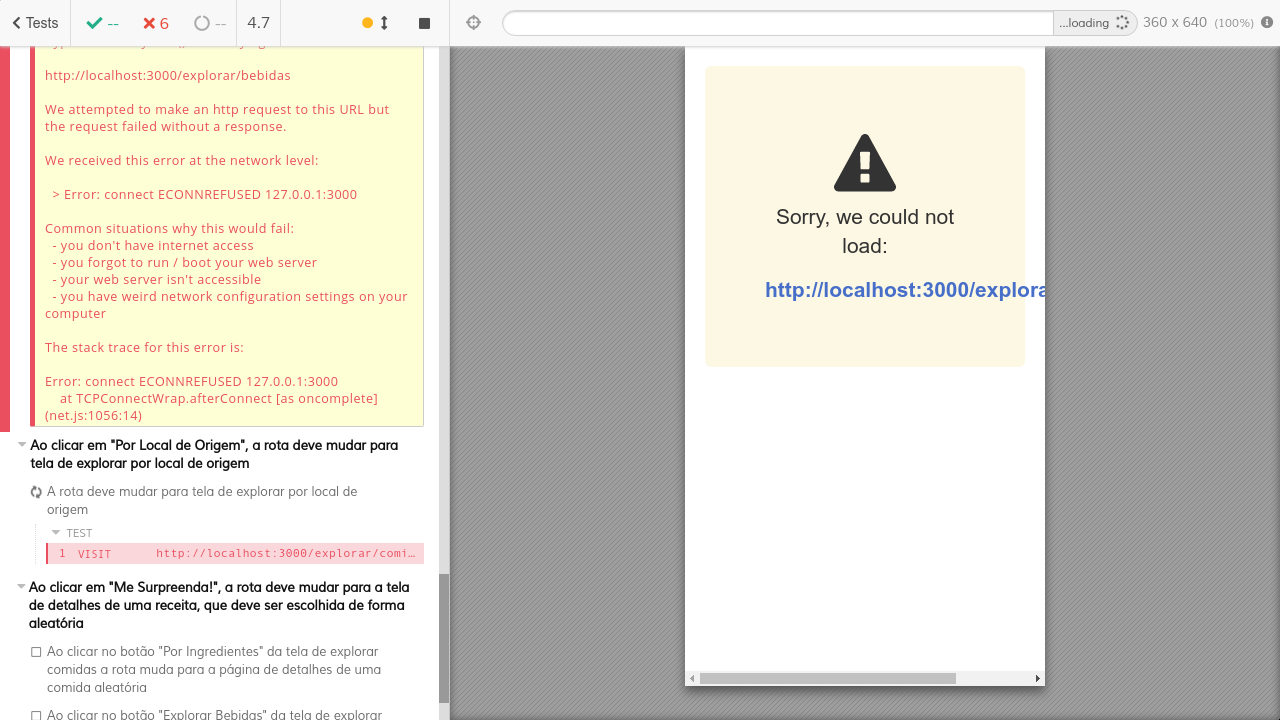 Tests
--
6
--
4.7
...loading
360 x 640 (100%)
http://localhost:3000/explorar/bebidas
We attempted to make an http request to this URL but
the request failed without a response.
We received this error at the network level:
> Error: connect ECONNREFUSED 127.0.0.1:3000
Common situations why this would fail:
- you don't have internet access
- you forgot to run / boot your web server
- your web server isn't accessible
- you have weird network configuration settings on your
computer
The stack trace for this error is:
Error: connect ECONNREFUSED 127.0.0.1:3000
at TCPConnectWrap.afterConnect [as oncomplete]
(net.js:1056:14)
Ao clicar em "Por Local de Origem", a rota deve mudar para
tela de explorar por local de origem
A rota deve mudar para tela de explorar por local de
origem
TEST
1 VISIT http://localhost:3000/explorar/comi...
Ao clicar em "Me Surpreenda!", a rota deve mudar para a tela
de detalhes de uma receita, que deve ser escolhida de forma
aleatória
Ao clicar no botão "Por Ingredientes" da tela de explorar
comidas a rota muda para a página de detalhes de uma
comida aleatória
Ao clicar no botão "Explorar Bebidas" da tela de explorar
Sorry, we could not
load:
http://localhost:3000/explora